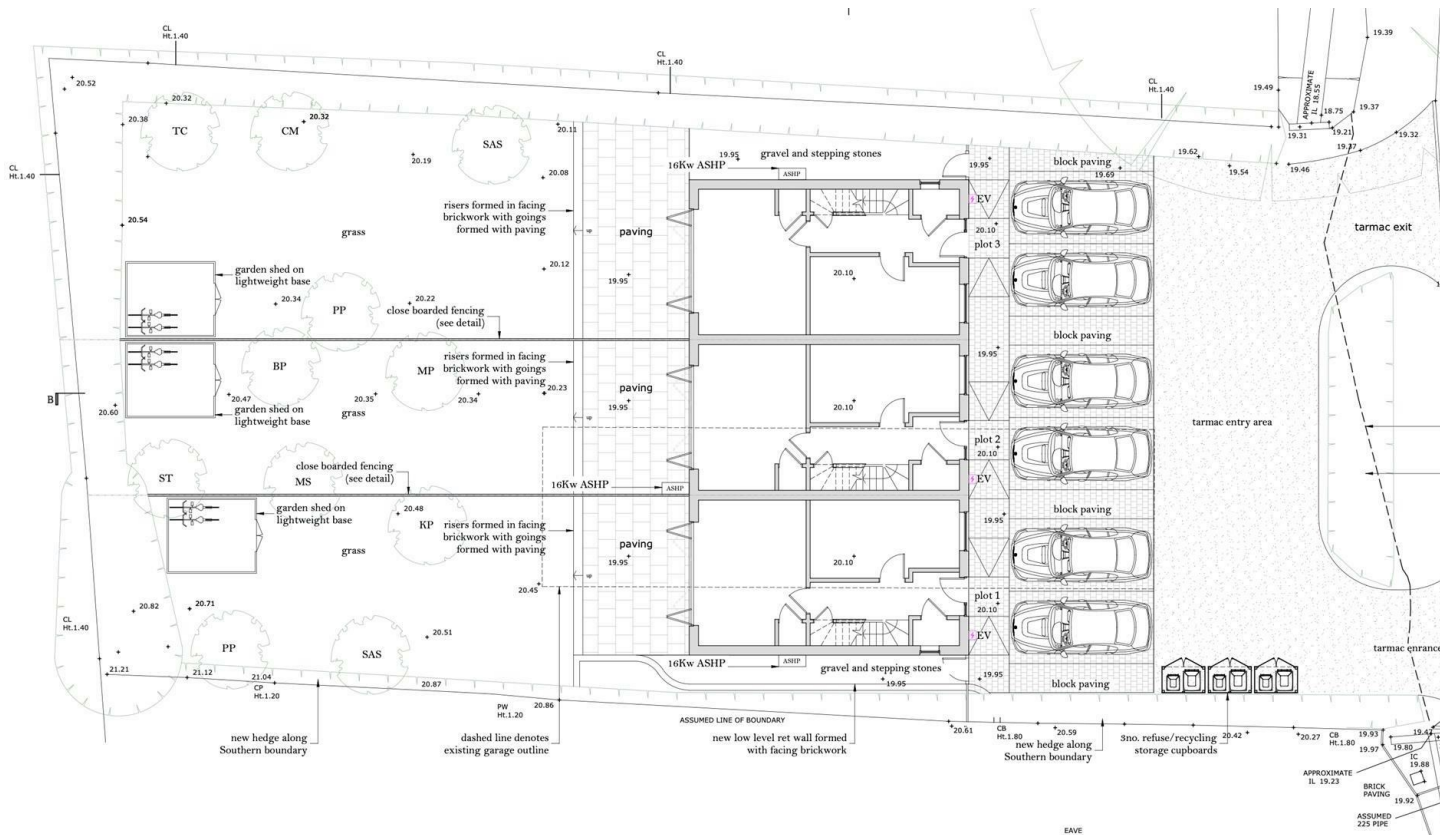 CL
Ht.1.40
CL
Ht.1.40
CL
Ht.1.40
CL
Ht.1.40
CL
Ht.1.40
20.52
20.38
20.32
TC
20.32
CM
SAS
20.11
20.19
20.08
20.54
grass
20.12
20.34
20.22
garden shed on
lightweight base
PP
close boarded fencing
(see detail)
risers formed in facing
brickwork with goings
formed with paving
4
paving
19.95
BP
MP
B
20.60
20.47
20.35
20.34
20.23
grass
garden shed on
lightweight base
risers formed in facing
brickwork with goings
formed with paving
4
paving
19.95
ST
MS
close boarded fencing
(see detail)
16Kw ASHP
ASHP
garden shed on
lightweight base
20.48
KP
risers formed in facing
brickwork with goings
formed with paving
4
paving
19.95
grass
20.45
20.82
20.71
20.51
PP
SAS
21.21
21.12
21.04
CP
Ht.1.20
20.87
PW
Ht.1.20
20.86
new hedge along
Southern boundary
dashed line denotes
existing garage outline
ASSUMED LINE OF BOUNDARY
new low level ret wall formed
with facing brickwork
19.95
gravel and stepping stones
16Kw ASHP
ASHP
19.95
16Kw ASHP
ASHP
gravel and stepping stones
19.95
EV
20.10
plot 3
20.10
19.95
20.10
plot 2
20.10
EV
19.95
20.10
plot 1
20.10
EV
19.95
block paving
19.69
block paving
block paving
block paving
19.62
19.54
19.46
19.49
19.31
APPROXIMATE
IL 18.55
18.75
19.21
19.37
19.39
19.37
19.32
tarmac exit
tarmac entry area
tarmac entrance
20.61
CB
Ht.1.80
20.59
new hedge along
Southern boundary
3no. refuse/recycling
storage cupboards
20.42
20.27
CB
Ht.1.80
19.93
19.97
19.80
IC
19.88
APPROXIMATE
IL 19.23
BRICK
PAVING
19.92
ASSUMED
225 PIPE
EAVE